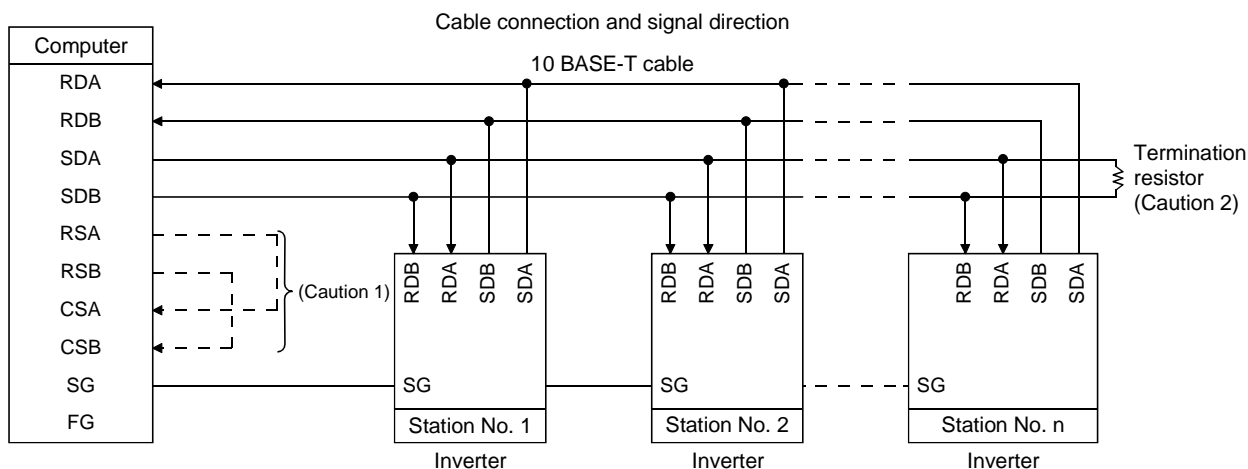 Cable connection and signal direction
Computer
10 BASE-T cable
RDA
RDB
SDA
SDB
RSA
RSB
CSA
CSB
SG
FG
(Caution 1)
Termination
resistor
(Caution 2)
RDB
RDA
SDB
SDA
SG
Station No. 1
Inverter
RDB
RDA
SDB
SDA
SG
Station No. 2
Inverter
RDB
RDA
SDB
SDA
SG
Station No. n
Inverter